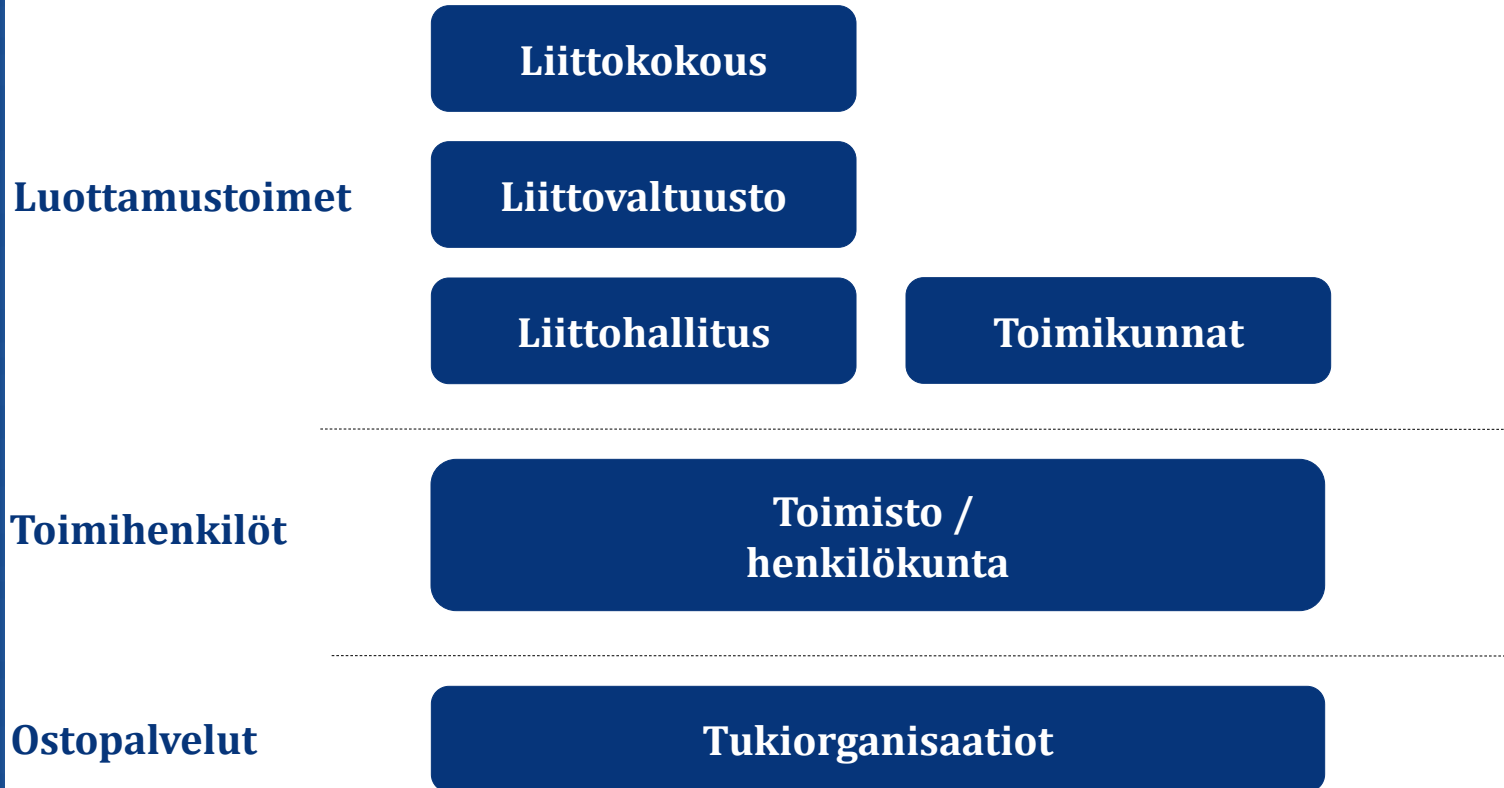 Liittokokous
Luottamustoimet
Liittovaltuusto
Liittohallitus
Toimikunnat
Toimihenkilöt
Toimisto /
henkilökunta
Ostopalvelut
Tukiorganisaatiot